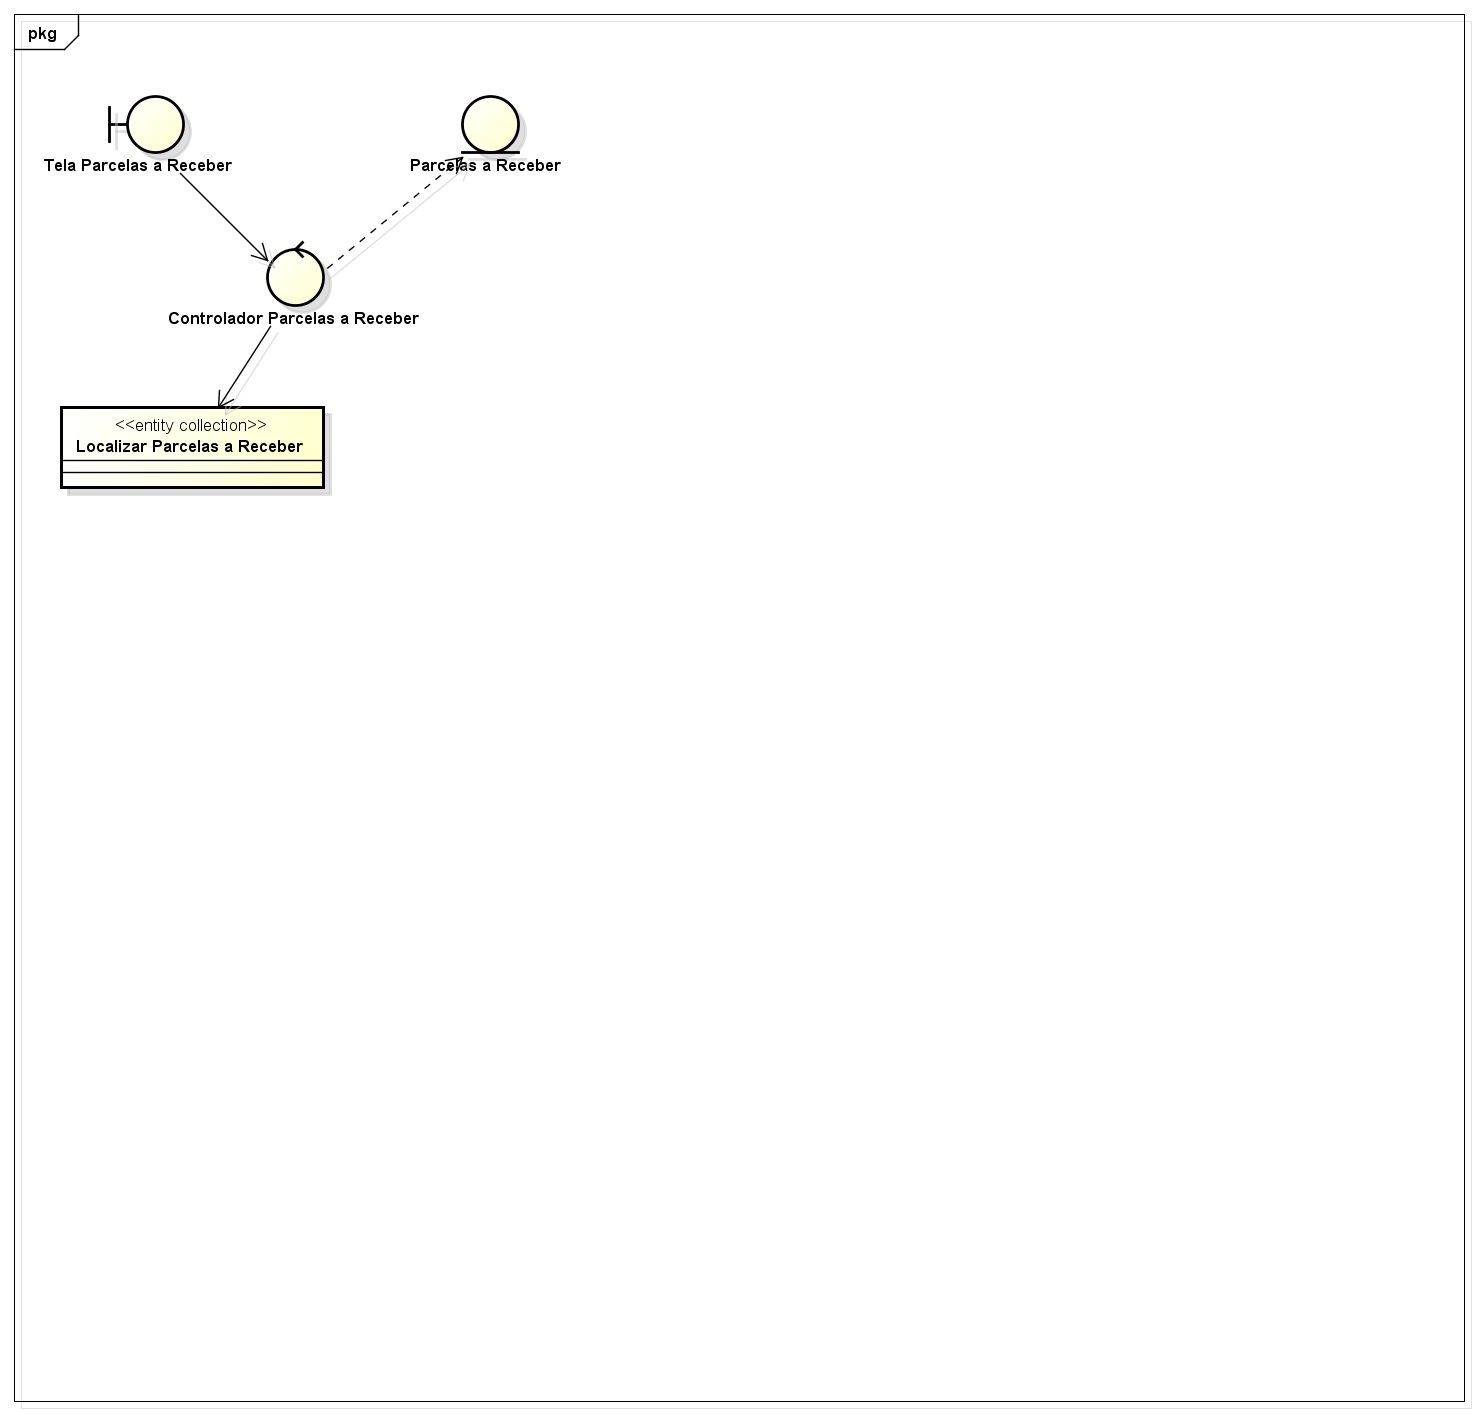 pkg
Tela Parcelas a Receber
Parcelas a Receber
Controlador Parcelas a Receber
<<entity collection>>
Localizar Parcelas a Receber